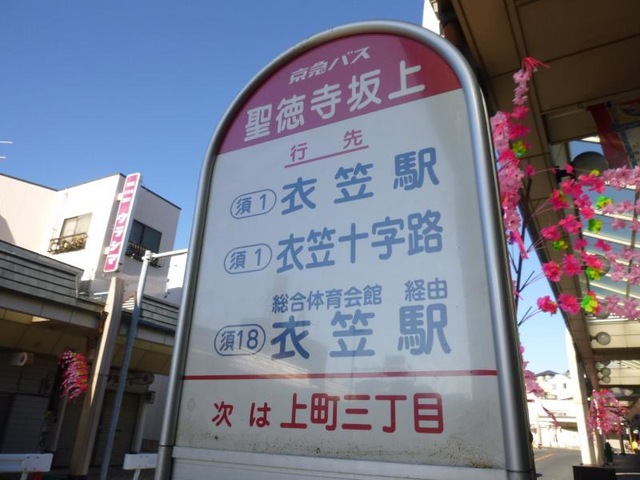 京急バス
聖徳寺坂上
行先
須1 衣笠駅
須1 衣笠十字路
総合体育会館 経由
須18 衣笠駅
次は上町三丁目